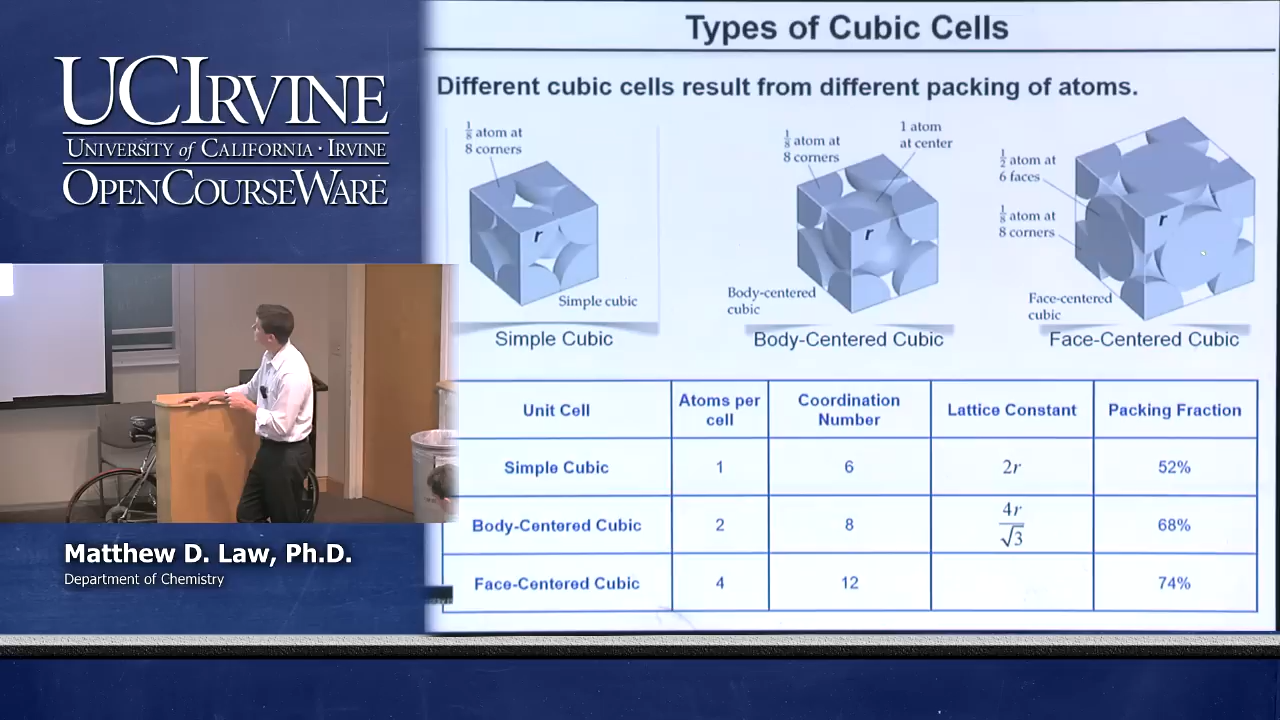 UCIRVINE
UNIVERSITY of CALIFORNIA · IRVINE
OPENCOURSEWARE
Matthew D. Law, Ph.D.
Department of Chemistry
Types of Cubic Cells
Different cubic cells result from different packing of atoms.
1/8 atom at
8 corners
r
Simple cubic
Simple Cubic
1/8 atom at
8 corners
1 atom
at center
r
Body-centered
cubic
Body-Centered Cubic
1/2 atom at
6 faces
1/8 atom at
8 corners
r
Face-centered
cubic
Face-Centered Cubic
Unit Cell Atoms per cell Coordination Number Lattice Constant Packing Fraction
Simple Cubic 1 6 2r 52%
Body-Centered Cubic 2 8 4r/√3 68%
Face-Centered Cubic 4 12 74%